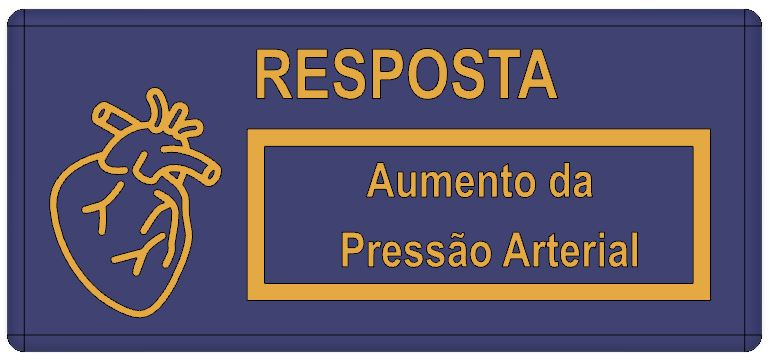 RESPOSTA
Aumento da
Pressão Arterial